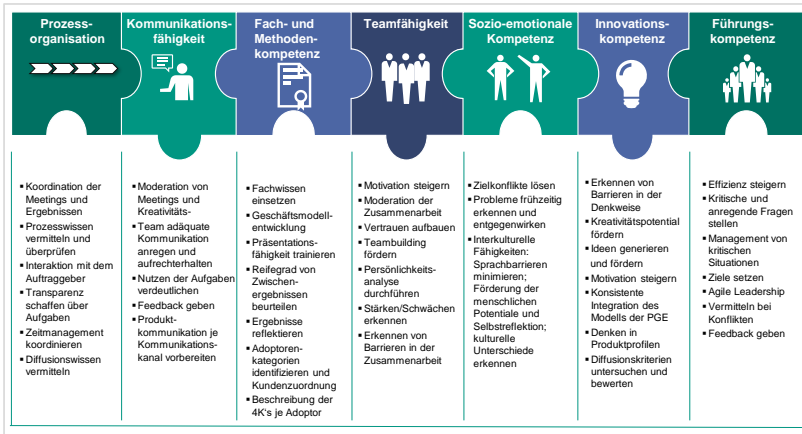 Prozess-
organisation
▪ Koordination der
Meetings und
Ergebnissen
▪ Prozesswissen
vermitteln und
überprüfen
▪ Interaktion mit dem
Auftraggeber
▪ Transparenz
schaffen über
Aufgaben
▪ Zeitmanagement
koordinieren
▪ Diffusionswissen
vermitteln
Kommunikations-
fähigkeit
▪ Moderation von
Meetings und
Kreativitäts-
▪ Team adäquate
Kommunikation
anregen und
aufrechterhalten
▪ Nutzen der Aufgaben
verdeutlichen
▪ Feedback geben
▪ Produkt-
kommunikation je
Kommunikations-
kanal vorbereiten
Fach- und
Methoden-
kompetenz
▪ Fachwissen
einsetzen
▪ Geschäftsmodell-
entwicklung
▪ Präsentations-
fähigkeit trainieren
▪ Reifegrad von
Zwischen-
ergebnissen
beurteilen
▪ Ergebnisse
reflektieren
▪ Adoptoren-
kategorien
identifizieren und
Kundenzuordnung
▪ Beschreibung der
4K's je Adoptor
Teamfähigkeit
▪ Motivation steigern
▪ Moderation der
Zusammenarbeit
▪ Vertrauen aufbauen
▪ Teambuilding
fördern
▪ Persönlichkeits-
analyse
durchführen
▪ Stärken/Schwächen
erkennen
▪ Erkennen von
Barrieren in der
Zusammenarbeit
Sozio-emotionale
Kompetenz
▪ Zielkonflikte lösen
▪ Probleme frühzeitig
erkennen und
entgegenwirken
▪ Interkulturelle
Fähigkeiten:
Sprachbarrieren
minimieren;
Förderung der
menschlichen
Potentiale und
Selbstreflektion;
kulturelle
Unterschiede
erkennen
Innovations-
kompetenz
▪ Erkennen von
Barrieren in der
Denkweise
▪ Kreativitätspotential
fördern
▪ Ideen generieren
und fördern
▪ Motivation steigern
▪ Konsistente
Integration des
Modells der PGE
▪ Denken in
Produktprofilen
▪ Diffusionskriterien
untersuchen und
bewerten
Führungs-
kompetenz
▪ Effizienz steigern
▪ Kritische und
anregende Fragen
stellen
▪ Management von
kritischen
Situationen
▪ Ziele setzen
▪ Agile Leadership
▪ Vermitteln bei
Konflikten
▪ Feedback geben